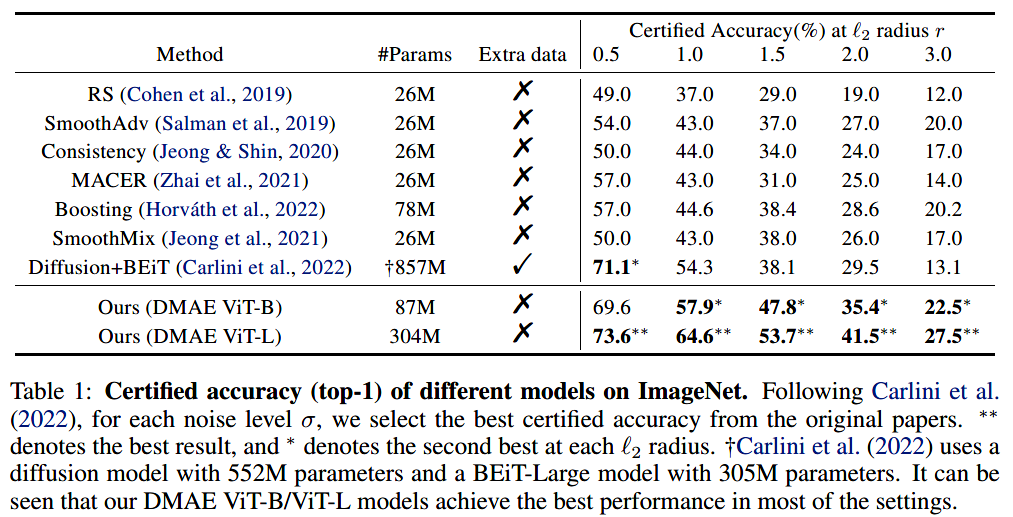 Certified Accuracy(%) at ℓ₂ radius r
Method #Params Extra data 0.5 1.0 1.5 2.0 3.0
RS (Cohen et al., 2019) 26M ✗ 49.0 37.0 29.0 19.0 12.0
SmoothAdv (Salman et al., 2019) 26M ✗ 54.0 43.0 37.0 27.0 20.0
Consistency (Jeong & Shin, 2020) 26M ✗ 50.0 44.0 34.0 24.0 17.0
MACER (Zhai et al., 2021) 26M ✗ 57.0 43.0 31.0 25.0 14.0
Boosting (Horváth et al., 2022) 78M ✗ 57.0 44.6 38.4 28.6 20.2
SmoothMix (Jeong et al., 2021) 26M ✗ 50.0 43.0 38.0 26.0 17.0
Diffusion+BEiT (Carlini et al., 2022) †857M ✓ 71.1* 54.3 38.1 29.5 13.1
Ours (DMAE ViT-B) 87M ✗ 69.6 57.9* 47.8* 35.4* 22.5*
Ours (DMAE ViT-L) 304M ✗ 73.6** 64.6** 53.7** 41.5** 27.5**
Table 1: Certified accuracy (top-1) of different models on ImageNet. Following Carlini et al.
(2022), for each noise level σ, we select the best certified accuracy from the original papers. **
denotes the best result, and * denotes the second best at each ℓ₂ radius. †Carlini et al. (2022) uses a
diffusion model with 552M parameters and a BEiT-Large model with 305M parameters. It can be
seen that our DMAE ViT-B/ViT-L models achieve the best performance in most of the settings.